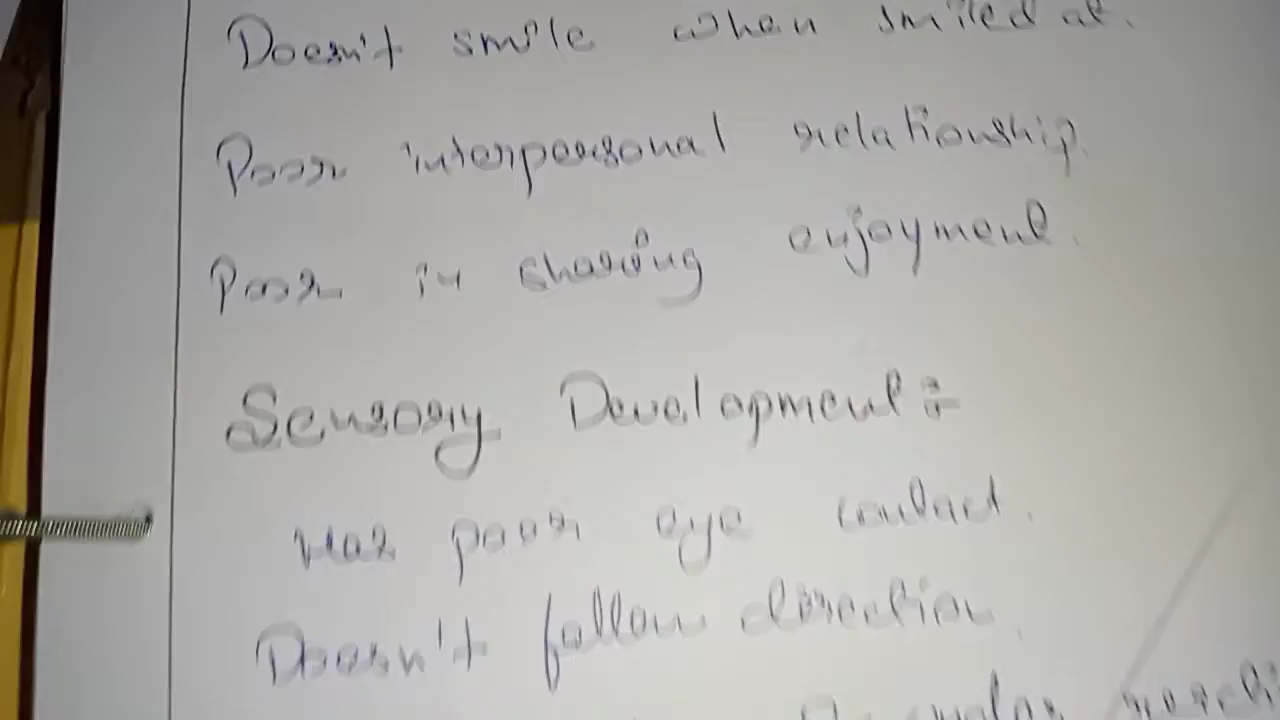 Doesn't smile when smiled at.
Poor interpersonal relationship.
Poor in sharing enjoyment.
Sensory Development :-
Has poor eye contact.
Doesn't follow direction.